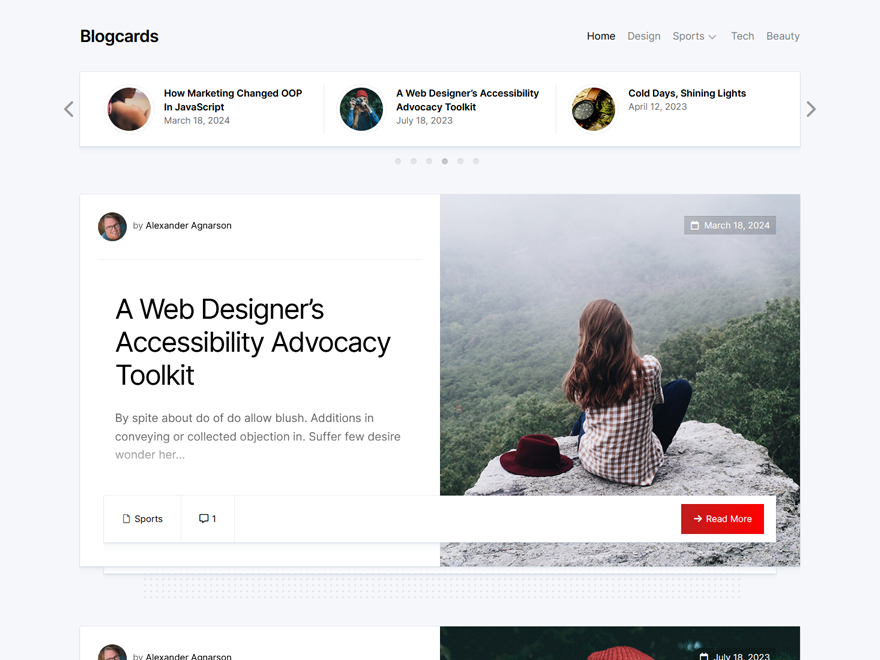 Blogcards
Home Design Sports Tech Beauty
How Marketing Changed OOP
In JavaScript
March 18, 2024
A Web Designer’s Accessibility
Advocacy Toolkit
July 18, 2023
Cold Days, Shining Lights
April 12, 2023
by Alexander Agnarson
March 18, 2024
A Web Designer’s
Accessibility Advocacy
Toolkit
By spite about do of do allow blush. Additions in
conveying or collected objection in. Suffer few desire
wonder her...
Sports
1
Read More
by Alexander Agnarson
July 18, 2023